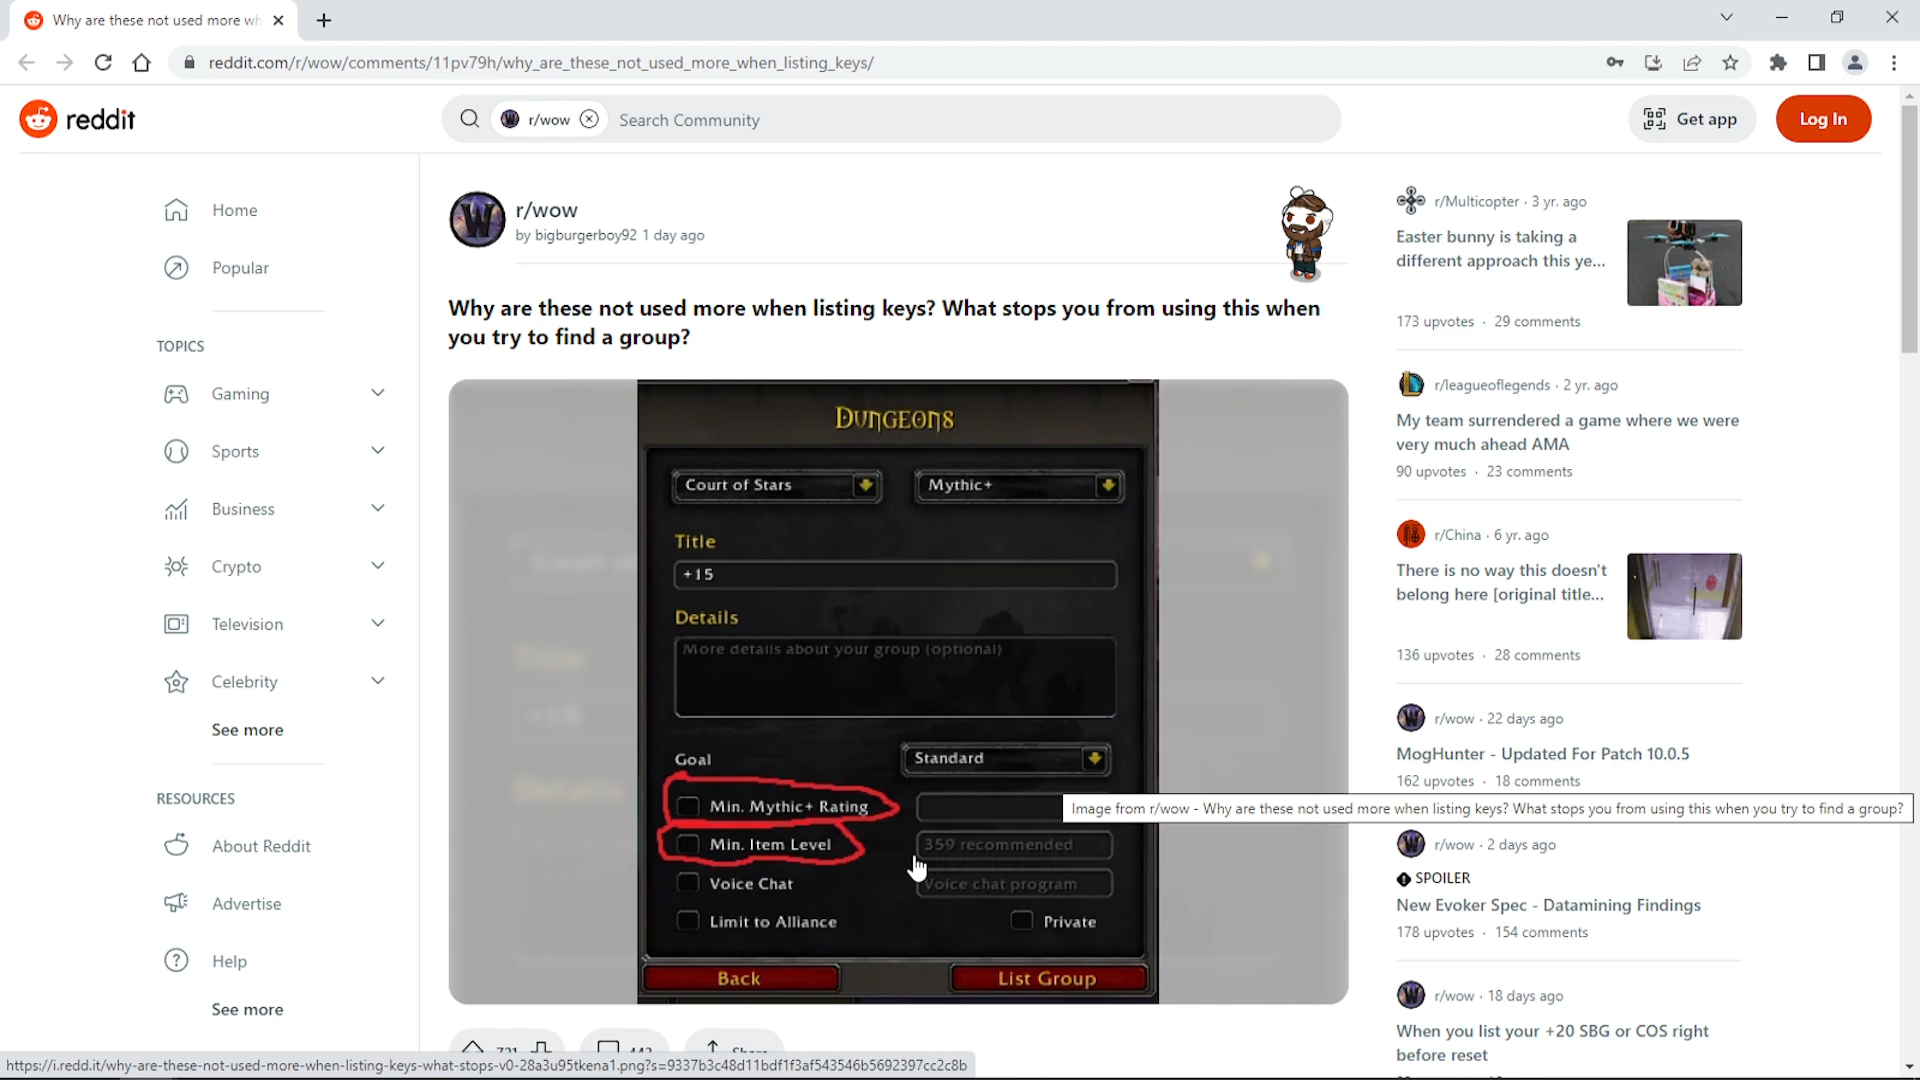 Why are these not used more wh
reddit.com/r/wow/comments/11pv79h/why_are_these_not_used_more_when_listing_keys/
reddit
r/wow
Search Community
Get app
Log In
Home
Popular
TOPICS
Gaming
Sports
Business
Crypto
Television
Celebrity
See more
RESOURCES
About Reddit
Advertise
Help
See more
r/wow
by bigburgerboy92 1 day ago
Why are these not used more when listing keys? What stops you from using this when
you try to find a group?
Dungeons
Court of Stars
Mythic+
Title
+15
Details
More details about your group (optional)
Goal
Standard
Min. Mythic+ Rating
Min. Item Level
359 recommended
Voice Chat
Voice chat program
Limit to Alliance
Private
Back
List Group
Image from r/wow - Why are these not used more when listing keys? What stops you from using this when you try to find a group?
Share
r/Multicopter · 3 yr. ago
Easter bunny is taking a
different approach this ye...
173 upvotes · 29 comments
r/leagueoflegends · 2 yr. ago
My team surrendered a game where we were
very much ahead AMA
90 upvotes · 23 comments
r/China · 6 yr. ago
There is no way this doesn't
belong here [original title...
136 upvotes · 28 comments
r/wow · 22 days ago
MogHunter - Updated For Patch 10.0.5
162 upvotes · 18 comments
r/wow · 2 days ago
SPOILER
New Evoker Spec - Datamining Findings
178 upvotes · 154 comments
r/wow · 18 days ago
When you list your +20 SBG or COS right
before reset
https://i.redd.it/why-are-these-not-used-more-when-listing-keys-what-stops-v0-28a3u95tkena1.png?s=9337b3c48d11bdf1f3af543546b5692397cc2c8b